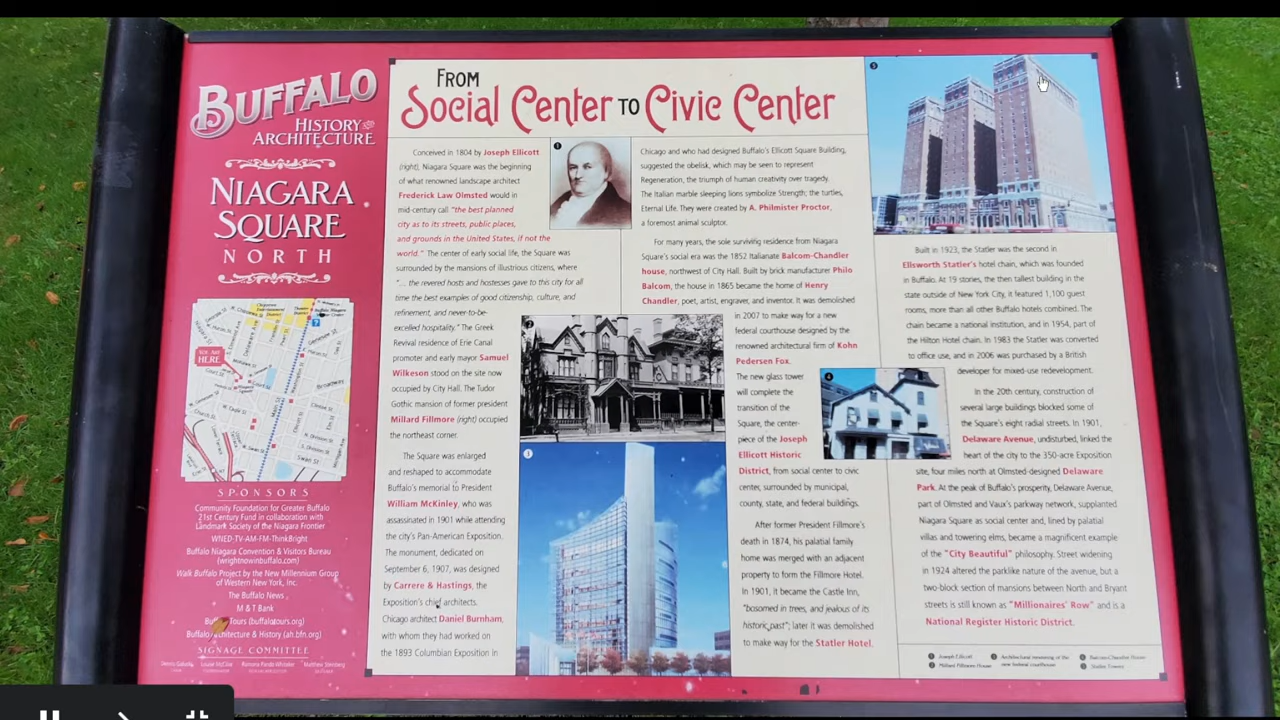 BUFFALO
HISTORY &
ARCHITECTURE
NIAGARA
SQUARE
NORTH
YOU ARE
HERE
SPONSORS
Community Foundation for Greater Buffalo
21st Century Fund in collaboration with
Landmark Society of the Niagara Frontier
WNED-TV-AM-FM-ThinkBright
Buffalo Niagara Convention & Visitors Bureau
(wrightnowinbuffalo.com)
Walk Buffalo Project by the New Millennium Group
of Western New York, Inc.
The Buffalo News
M & T Bank
Tours (buffalotours.org)
Buffalo Architecture & History (ah.bfn.org)
SIGNAGE COMMITTEE
FROM
SOCIAL CENTER TO CIVIC CENTER
Conceived in 1804 by Joseph Ellicott
(right), Niagara Square was the beginning
of what renowned landscape architect
Frederick Law Olmsted would in
mid-century call "the best planned
city as to its streets, public places,
and grounds in the United States, if not the
world." The center of early social life, the Square was
surrounded by the mansions of illustrious citizens, where
"... the revered hosts and hostesses gave to this city for all
time the best examples of good citizenship, culture, and
refinement, and never-to-be-
excelled hospitality." The Greek
Revival residence of Erie Canal
promoter and early mayor Samuel
Wilkeson stood on the site now
occupied by City Hall. The Tudor
Gothic mansion of former president
Millard Fillmore (right) occupied
the northeast corner.
The Square was enlarged
and reshaped to accommodate
Buffalo's memorial to President
William McKinley, who was
assassinated in 1901 while attending
the city's Pan-American Exposition.
The monument, dedicated on
September 6, 1907, was designed
by Carrere & Hastings, the
Exposition's chief architects.
Chicago architect Daniel Burnham,
with whom they had worked on
the 1893 Columbian Exposition in
Chicago and who had designed Buffalo's Ellicott Square Building,
suggested the obelisk, which may be seen to represent
Regeneration, the triumph of human creativity over tragedy.
The Italian marble sleeping lions symbolize Strength; the turtles,
Eternal Life. They were created by A. Philmister Proctor,
a foremost animal sculptor.
For many years, the sole surviving residence from Niagara
Square's social era was the 1852 Italianate Balcom-Chandler
house, northwest of City Hall. Built by brick manufacturer Philo
Balcom, the house in 1865 became the home of Henry
Chandler, poet, artist, engraver, and inventor. It was demolished
in 2007 to make way for a new
federal courthouse designed by the
renowned architectural firm of Kohn
Pedersen Fox.
The new glass tower
will complete the
transition of the
Square, the center-
piece of the Joseph
Ellicott Historic
District, from social center to civic
center, surrounded by municipal,
county, state, and federal buildings.
After former President Fillmore's
death in 1874, his palatial family
home was merged with an adjacent
property to form the Fillmore Hotel.
In 1901, it became the Castle Inn,
"bosomed in trees, and jealous of its
historic past"; later it was demolished
to make way for the Statler Hotel.
Built in 1923, the Statler was the second in
Ellsworth Statler's hotel chain, which was founded
in Buffalo. At 19 stories, the then tallest building in the
state outside of New York City, it featured 1,100 guest
rooms, more than all other Buffalo hotels combined. The
chain became a national institution, and in 1954, part of
the Hilton Hotel chain. In 1983 the Statler was converted
to office use, and in 2006 was purchased by a British
developer for mixed-use redevelopment.
In the 20th century, construction of
several large buildings blocked some of
the Square's eight radial streets. In 1901,
Delaware Avenue, undisturbed, linked the
heart of the city to the 350-acre Exposition
site, four miles north at Olmsted-designed Delaware
Park. At the peak of Buffalo's prosperity, Delaware Avenue,
part of Olmsted and Vaux's parkway network, supplanted
Niagara Square as social center and, lined by palatial
villas and towering elms, became a magnificent example
of the "City Beautiful" philosophy. Street widening
in 1924 altered the parklike nature of the avenue, but a
two-block section of mansions between North and Bryant
streets is still known as "Millionaires' Row" and is a
National Register Historic District.
1 Joseph Ellicott
2 Millard Fillmore House
3 Architectural rendering of the
new federal courthouse
4 Balcom-Chandler House
5 Statler Towers